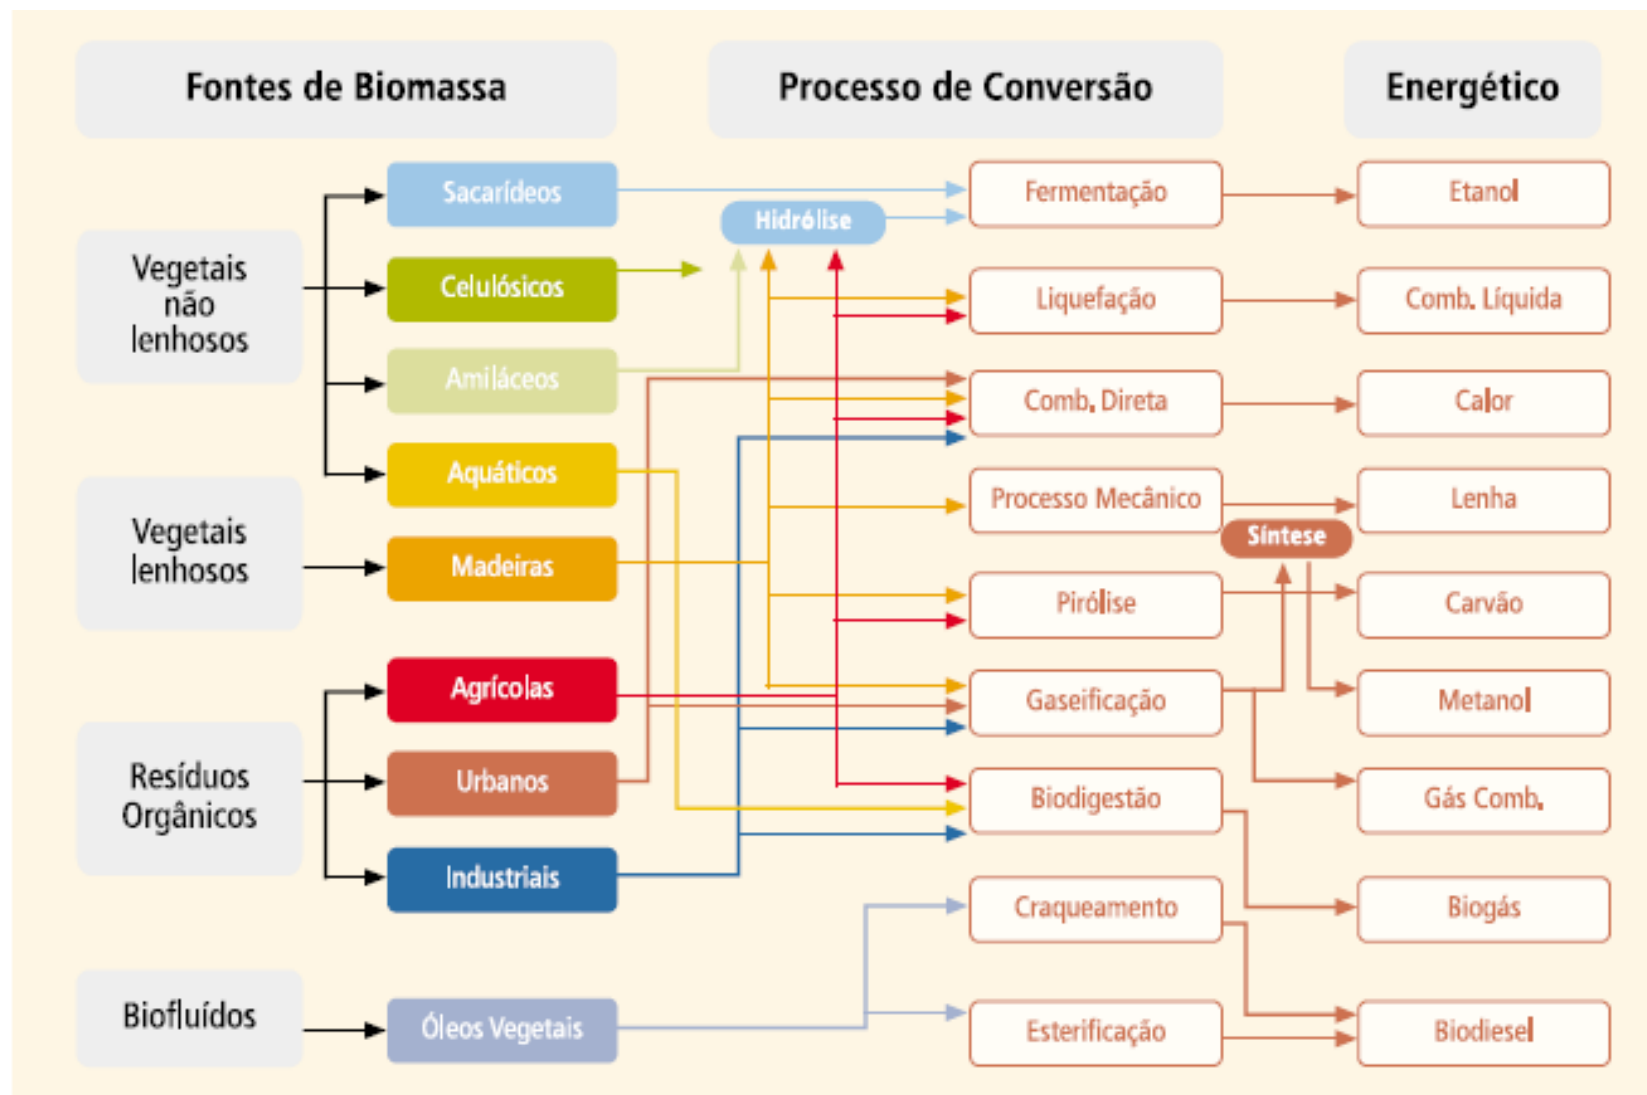 Fontes de Biomassa
Processo de Conversão
Energético
Vegetais
não
lenhosos
Vegetais
lenhosos
Resíduos
Orgânicos
Biofluídos
Sacarídeos
Celulósicos
Amiláceos
Aquáticos
Madeiras
Agrícolas
Urbanos
Industriais
Óleos Vegetais
Hidrólise
Fermentação
Liquefação
Comb. Direta
Processo Mecânico
Pirólise
Gaseificação
Biodigestão
Craqueamento
Esterificação
Síntese
Etanol
Comb. Líquida
Calor
Lenha
Carvão
Metanol
Gás Comb.
Biogás
Biodiesel